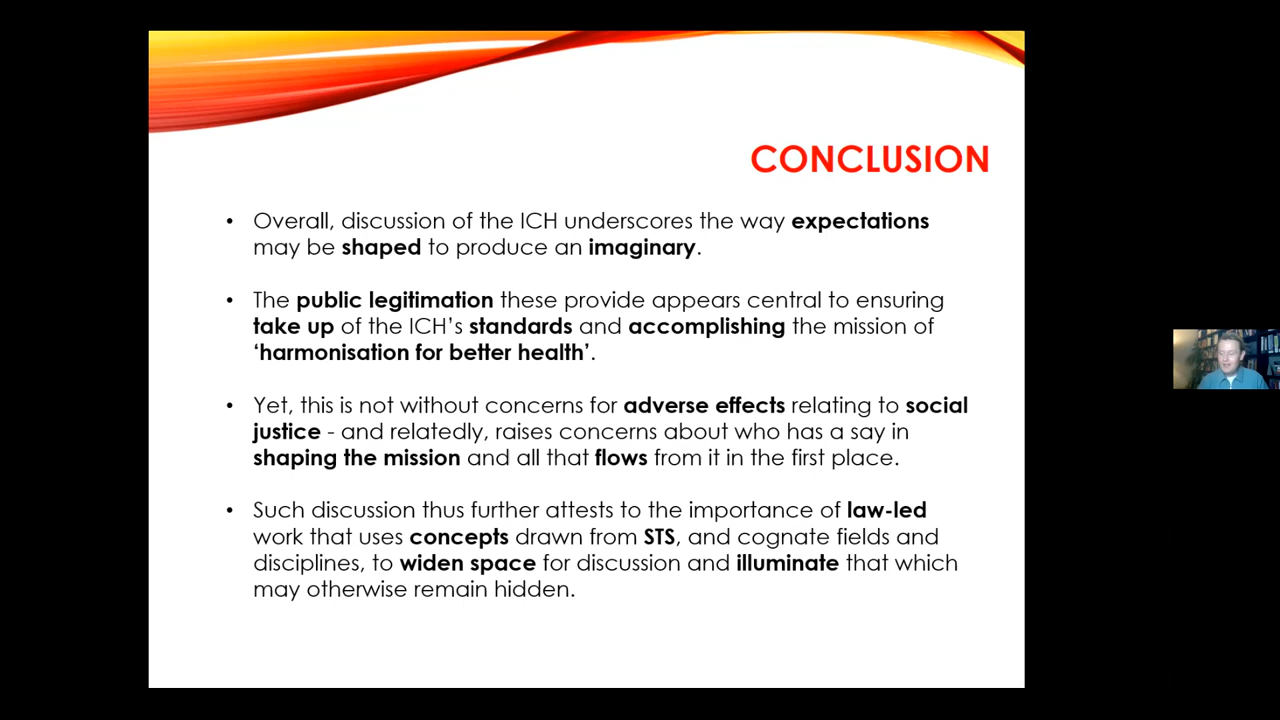 CONCLUSION
• Overall, discussion of the ICH underscores the way expectations
may be shaped to produce an imaginary.
• The public legitimation these provide appears central to ensuring
take up of the ICH’s standards and accomplishing the mission of
‘harmonisation for better health’.
• Yet, this is not without concerns for adverse effects relating to social
justice - and relatedly, raises concerns about who has a say in
shaping the mission and all that flows from it in the first place.
• Such discussion thus further attests to the importance of law-led
work that uses concepts drawn from STS, and cognate fields and
disciplines, to widen space for discussion and illuminate that which
may otherwise remain hidden.